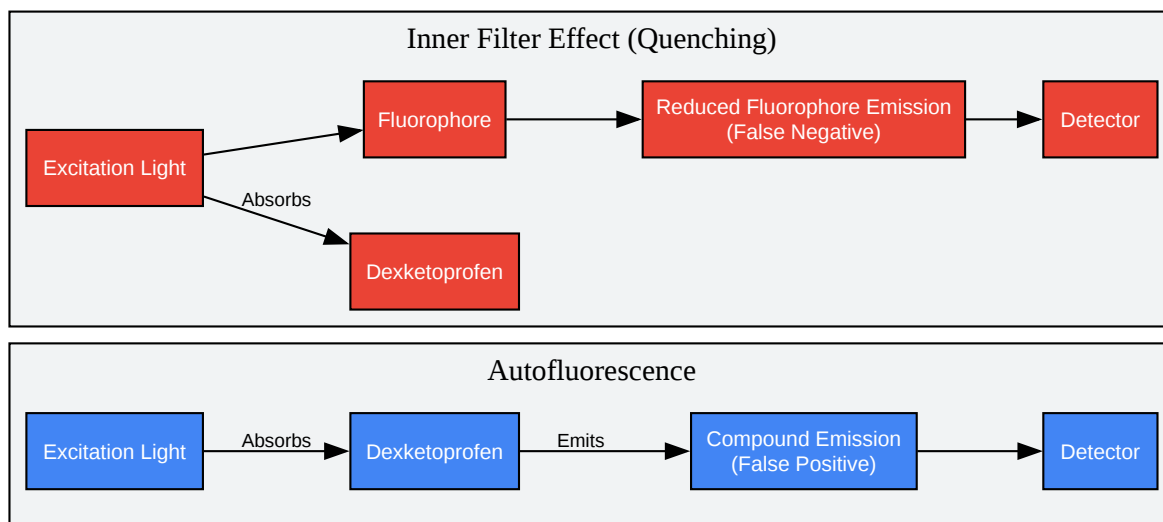 Inner Filter Effect (Quenching)
Excitation Light
Fluorophore
Reduced Fluorophore Emission
(False Negative)
Detector
Absorbs
Dexketoprofen
Autofluorescence
Excitation Light
Absorbs
Dexketoprofen
Emits
Compound Emission
(False Positive)
Detector